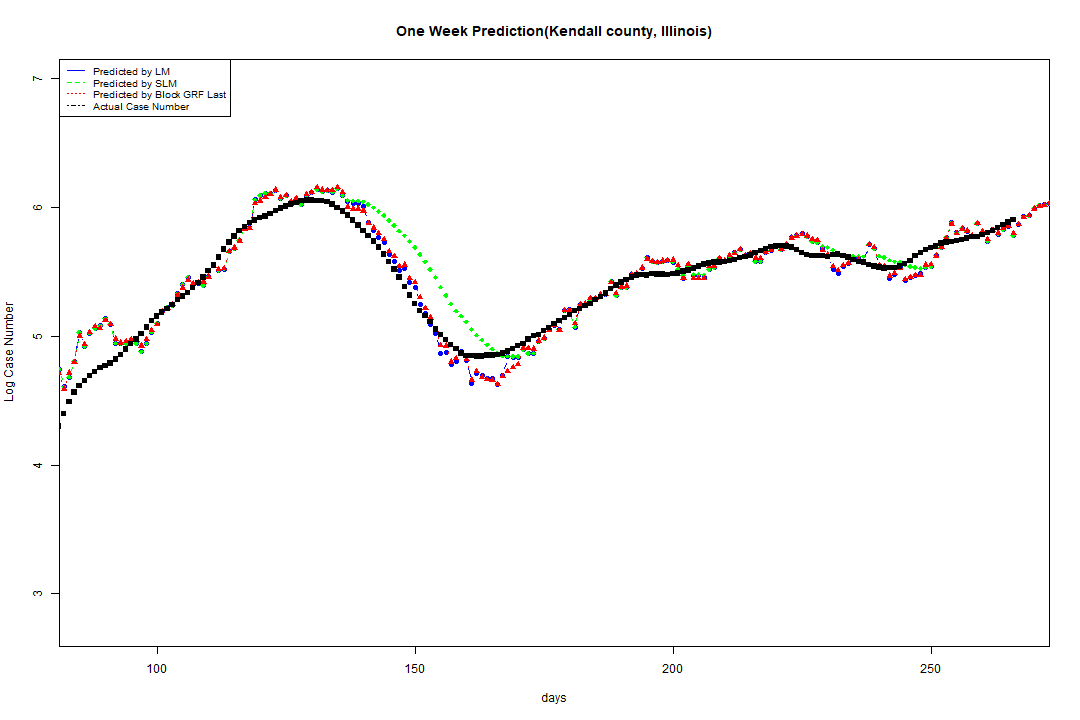 One Week Prediction(Kendall county, Illinois)
Predicted by LM
Predicted by SLM
Predicted by Block GRF Last
Actual Case Number
7
6
5
4
3
Log Case Number
100 150 200 250
days